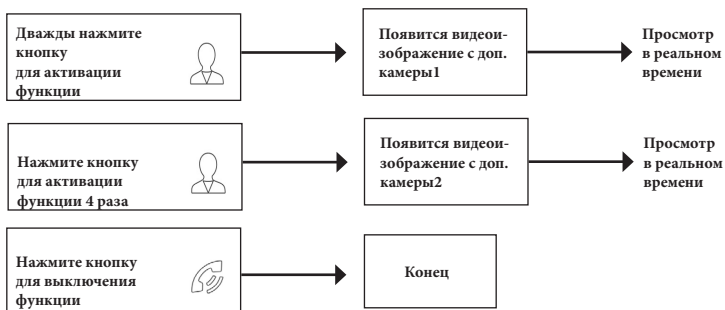 Дважды нажмите
кнопку
для активации
функции
Появится видеои-
зображение с доп.
камеры1
Просмотр
в реальном
времени
Нажмите кнопку
для активации
функции 4 раза
Появится видеои-
зображение с доп.
камеры2
Просмотр
в реальном
времени
Нажмите кнопку
для выключения
функции
Конец